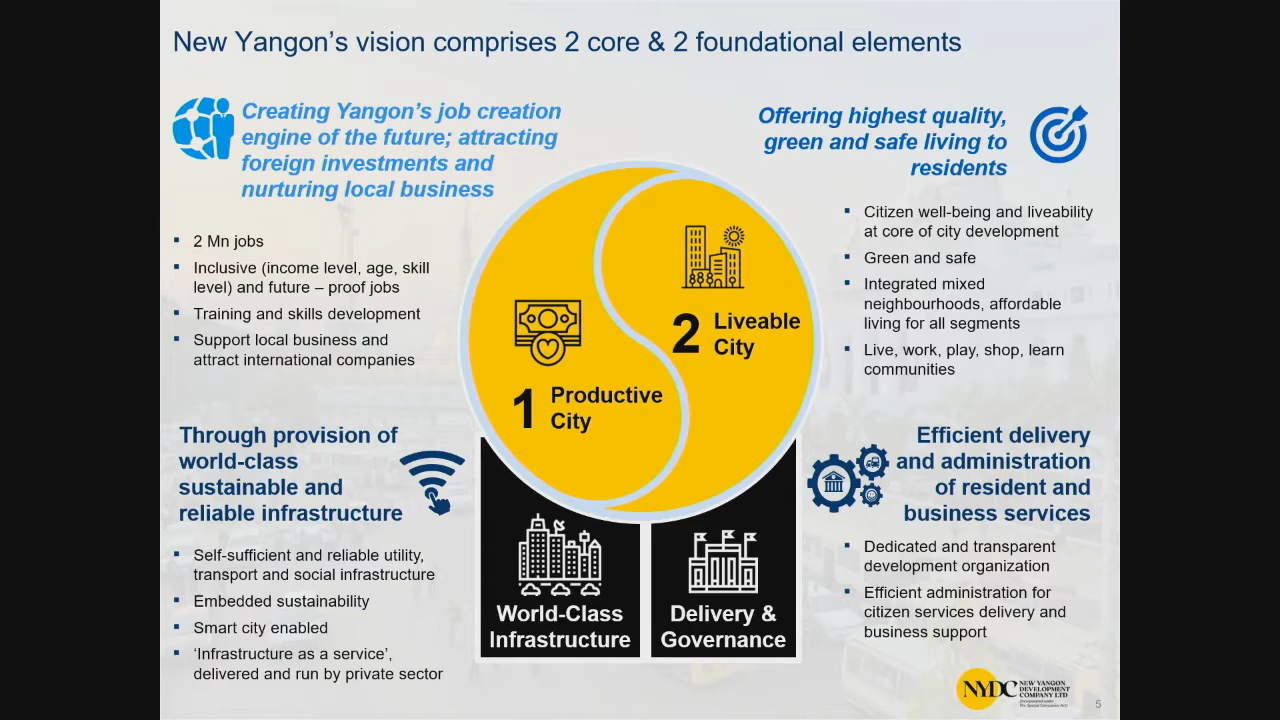 New Yangon's vision comprises 2 core & 2 foundational elements
Creating Yangon's job creation
engine of the future; attracting
foreign investments and
nurturing local business
▪ 2 Mn jobs
▪ Inclusive (income level, age, skill
level) and future – proof jobs
▪ Training and skills development
▪ Support local business and
attract international companies
Offering highest quality,
green and safe living to
residents
▪ Citizen well-being and liveability
at core of city development
▪ Green and safe
▪ Integrated mixed
neighbourhoods, affordable
living for all segments
▪ Live, work, play, shop, learn
communities
1 Productive
City
2 Liveable
City
Through provision of
world-class
sustainable and
reliable infrastructure
▪ Self-sufficient and reliable utility,
transport and social infrastructure
▪ Embedded sustainability
▪ Smart city enabled
▪ ‘Infrastructure as a service’,
delivered and run by private sector
World-Class
Infrastructure
Delivery &
Governance
Efficient delivery
and administration
of resident and
business services
▪ Dedicated and transparent
development organization
▪ Efficient administration for
citizen services delivery and
business support
NYDC
NEW YANGON
DEVELOPMENT
COMPANY LTD
5